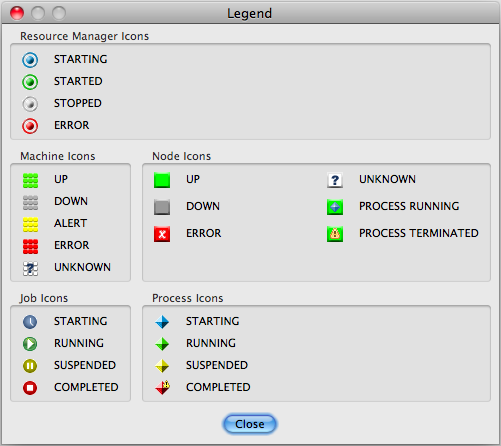 Legend
Resource Manager Icons
STARTING
STARTED
STOPPED
ERROR
Machine Icons
UP
DOWN
ALERT
ERROR
UNKNOWN
Node Icons
UP
DOWN
ERROR
UNKNOWN
PROCESS RUNNING
PROCESS TERMINATED
Job Icons
STARTING
RUNNING
SUSPENDED
COMPLETED
Process Icons
STARTING
RUNNING
SUSPENDED
COMPLETED
Close